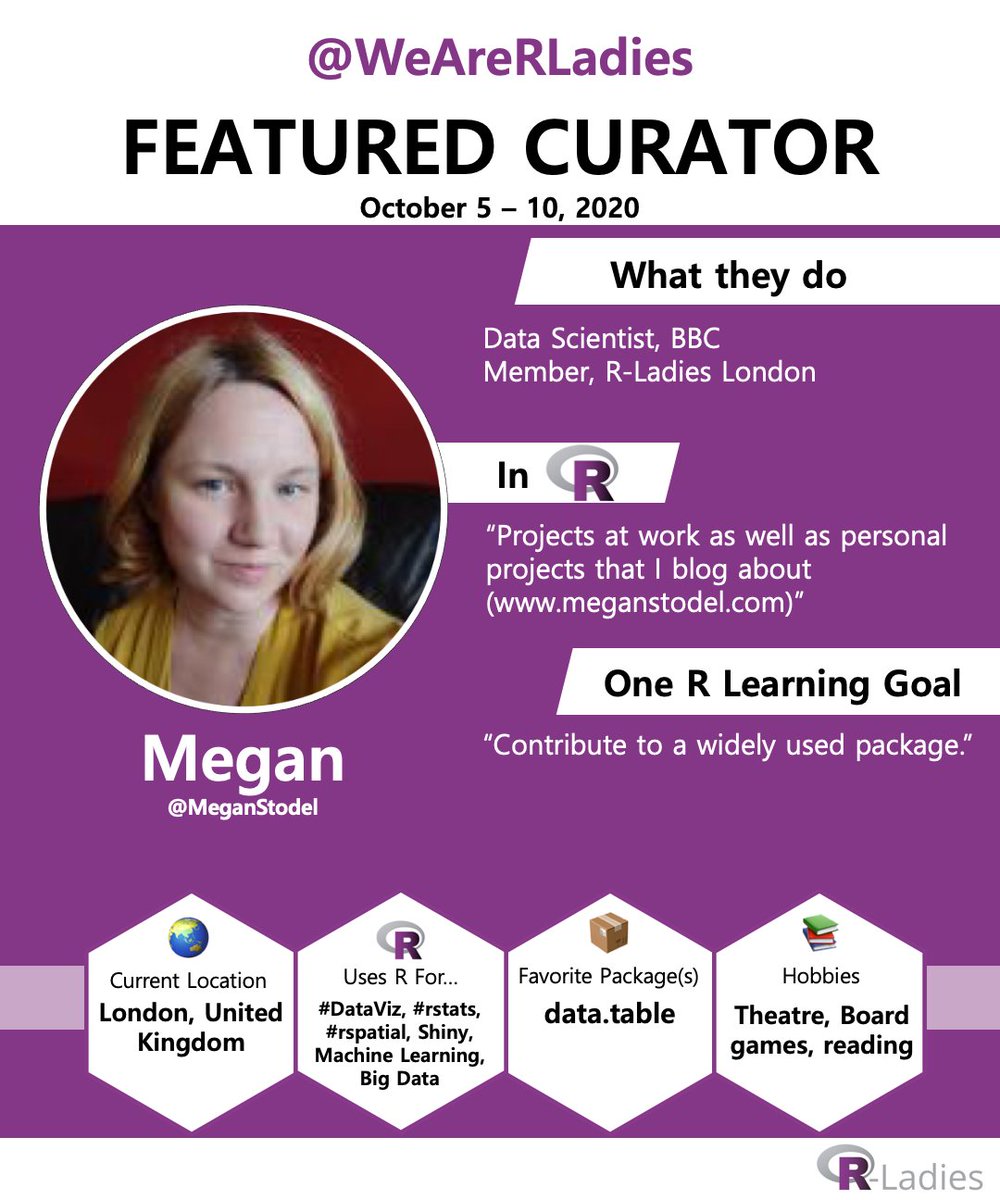 @WeAreRLadies
FEATURED CURATOR
October 5 – 10, 2020
What they do
Data Scientist, BBC
Member, R-Ladies London
In R
“Projects at work as well as personal
projects that I blog about
(www.meganstodel.com)”
One R Learning Goal
“Contribute to a widely used package.”
Megan
@MeganStodel
R
Current Location
London, United
Kingdom
Uses R For...
#DataViz, #rstats,
#rspatial, Shiny,
Machine Learning,
Big Data
Favorite Package(s)
data.table
Hobbies
Theatre, Board
games, reading
R-Ladies